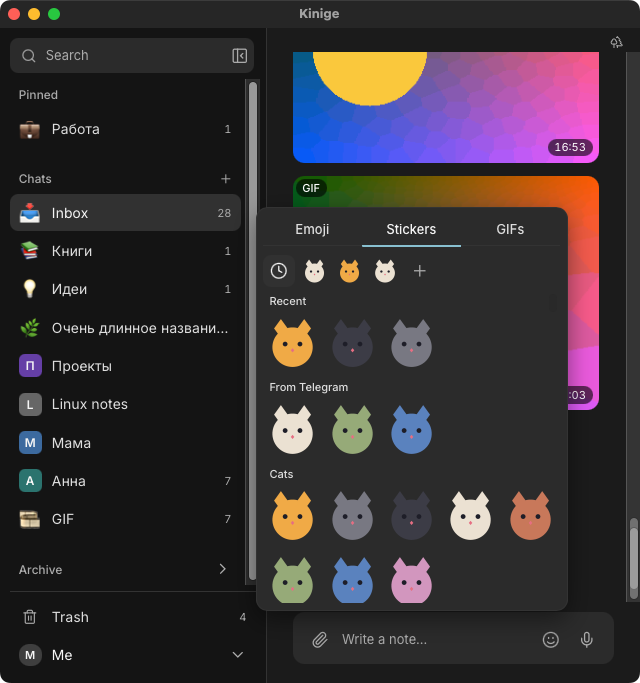 Kinige
Search
Pinned
Работа 1
Chats
Inbox 28
Книги 1
Идеи 1
Очень длинное названи...
П Проекты
L Linux notes
М Мама
А Анна 7
GIF 7
Archive
Trash 4
M Me
16:53
GIF
Emoji Stickers GIFs
Recent
:03
From Telegram
Cats
Write a note...